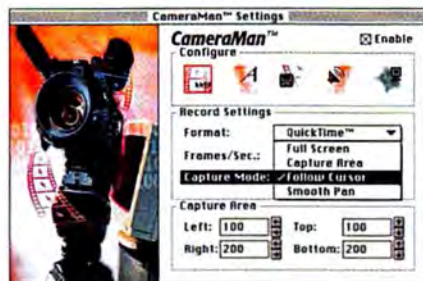 CameraMan™ Settings
CameraMan™
Enable
Configure
Record Settings
Format: QuickTime™
Frames/Sec.: Full Screen
Capture Area
Capture Mode: ✓Follow Cursor
Smooth Pan
Capture Area
Left: 100 Top: 100
Right: 200 Bottom: 200